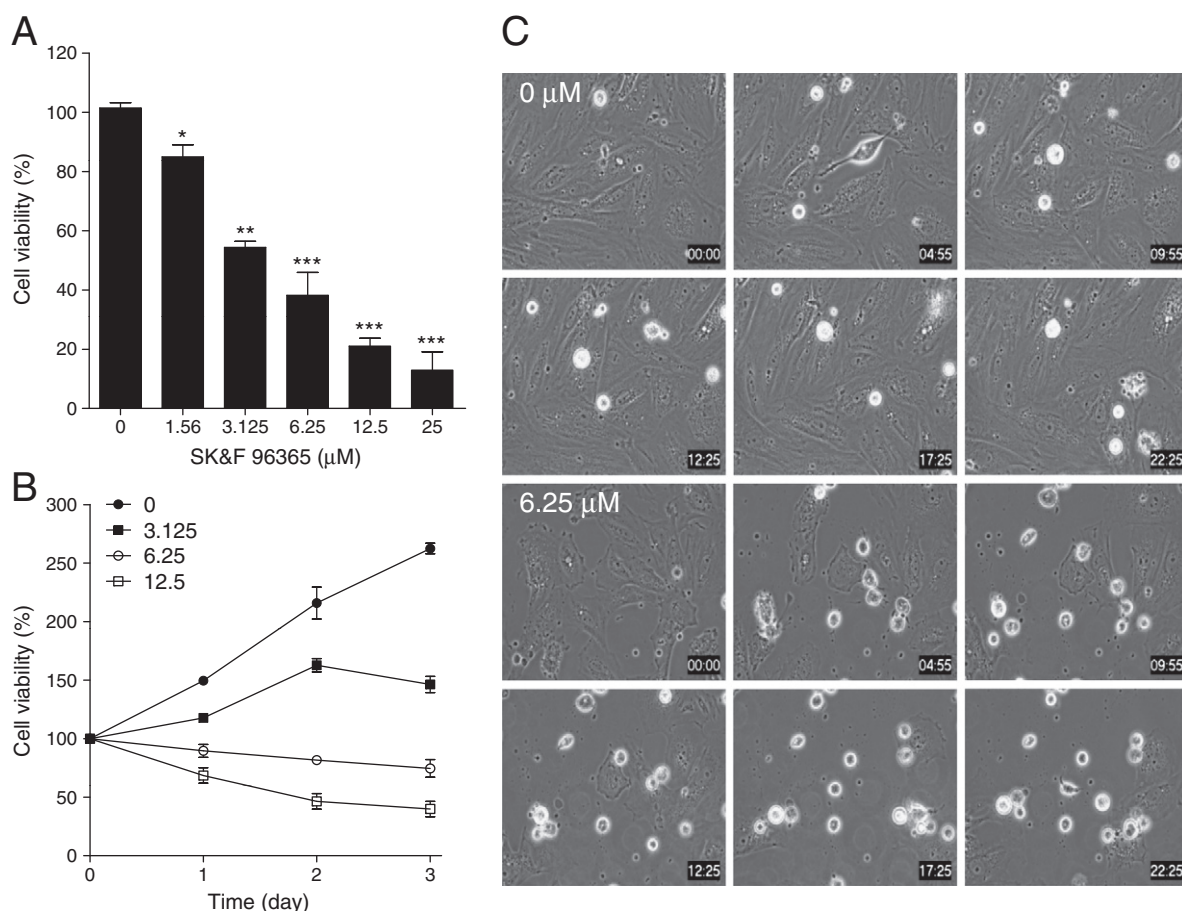 A
Cell viability (%)
120
100
80
60
40
20
0
*
**
***
***
***
0 1.56 3.125 6.25 12.5 25
SK&F 96365 (μM)
B
Cell viability (%)
300
250
200
150
100
50
0
0
3.125
6.25
12.5
0 1 2 3
Time (day)
C
0 μM
00:00 04:55 09:55
12:25 17:25 22:25
6.25 μM
00:00 04:55 09:55
12:25 17:25 22:25